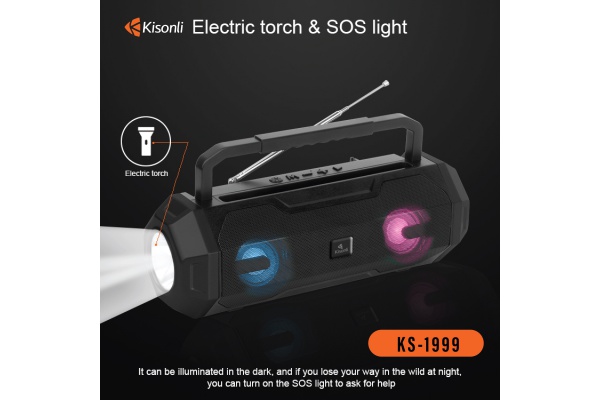 Kisonli Electric torch & SOS light
Electric torch
Kisonli
KS-1999
It can be illuminated in the dark, and if you lose your way in the wild at night,
you can turn on the SOS light to ask for help